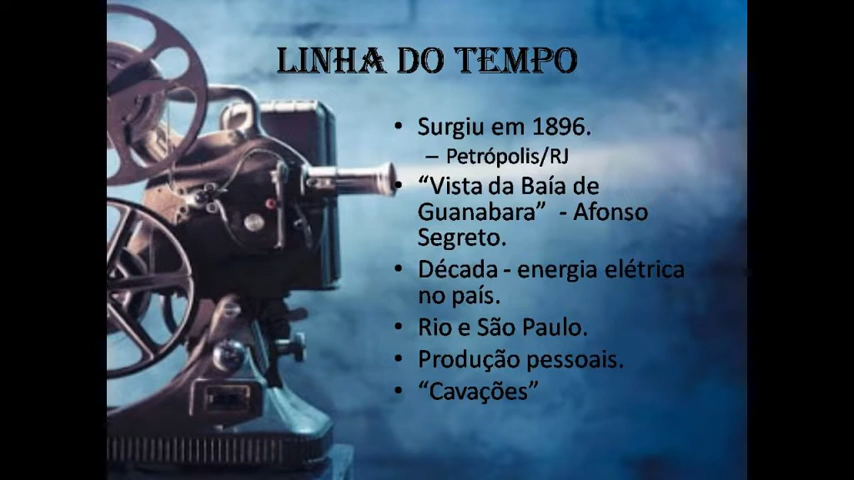 LINHA DO TEMPO
• Surgiu em 1896.
– Petrópolis/RJ
• “Vista da Baía de
Guanabara” - Afonso
Segreto.
• Década - energia elétrica
no país.
• Rio e São Paulo.
• Produção pessoais.
• “Cavações”